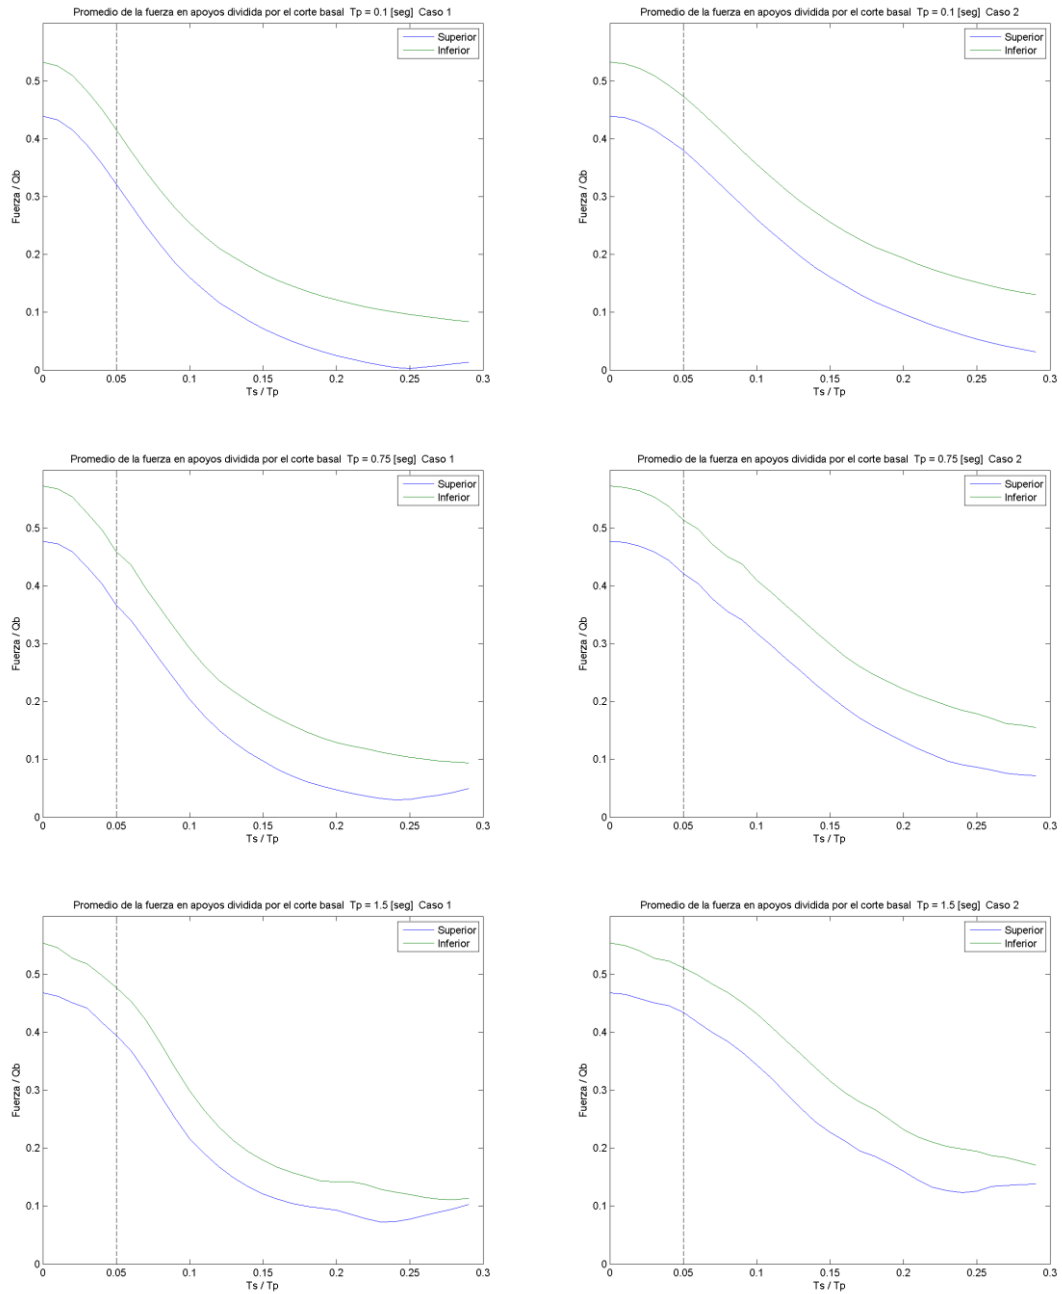 Promedio de la fuerza en apoyos dividida por el corte basal  Tp = 0.1 [seg]  Caso 1
Superior
Inferior
0.5
0.4
0.3
0.2
0.1
0
Fuerza / Qb
0 0.05 0.1 0.15 0.2 0.25 0.3
Ts / Tp
Promedio de la fuerza en apoyos dividida por el corte basal  Tp = 0.1 [seg]  Caso 2
Superior
Inferior
0.5
0.4
0.3
0.2
0.1
0
Fuerza / Qb
0 0.05 0.1 0.15 0.2 0.25 0.3
Ts / Tp
Promedio de la fuerza en apoyos dividida por el corte basal  Tp = 0.75 [seg]  Caso 1
Superior
Inferior
0.5
0.4
0.3
0.2
0.1
0
Fuerza / Qb
0 0.05 0.1 0.15 0.2 0.25 0.3
Ts / Tp
Promedio de la fuerza en apoyos dividida por el corte basal  Tp = 0.75 [seg]  Caso 2
Superior
Inferior
0.5
0.4
0.3
0.2
0.1
0
Fuerza / Qb
0 0.05 0.1 0.15 0.2 0.25 0.3
Ts / Tp
Promedio de la fuerza en apoyos dividida por el corte basal  Tp = 1.5 [seg]  Caso 1
Superior
Inferior
0.5
0.4
0.3
0.2
0.1
0
Fuerza / Qb
0 0.05 0.1 0.15 0.2 0.25 0.3
Ts / Tp
Promedio de la fuerza en apoyos dividida por el corte basal  Tp = 1.5 [seg]  Caso 2
Superior
Inferior
0.5
0.4
0.3
0.2
0.1
0
Fuerza / Qb
0 0.05 0.1 0.15 0.2 0.25 0.3
Ts / Tp